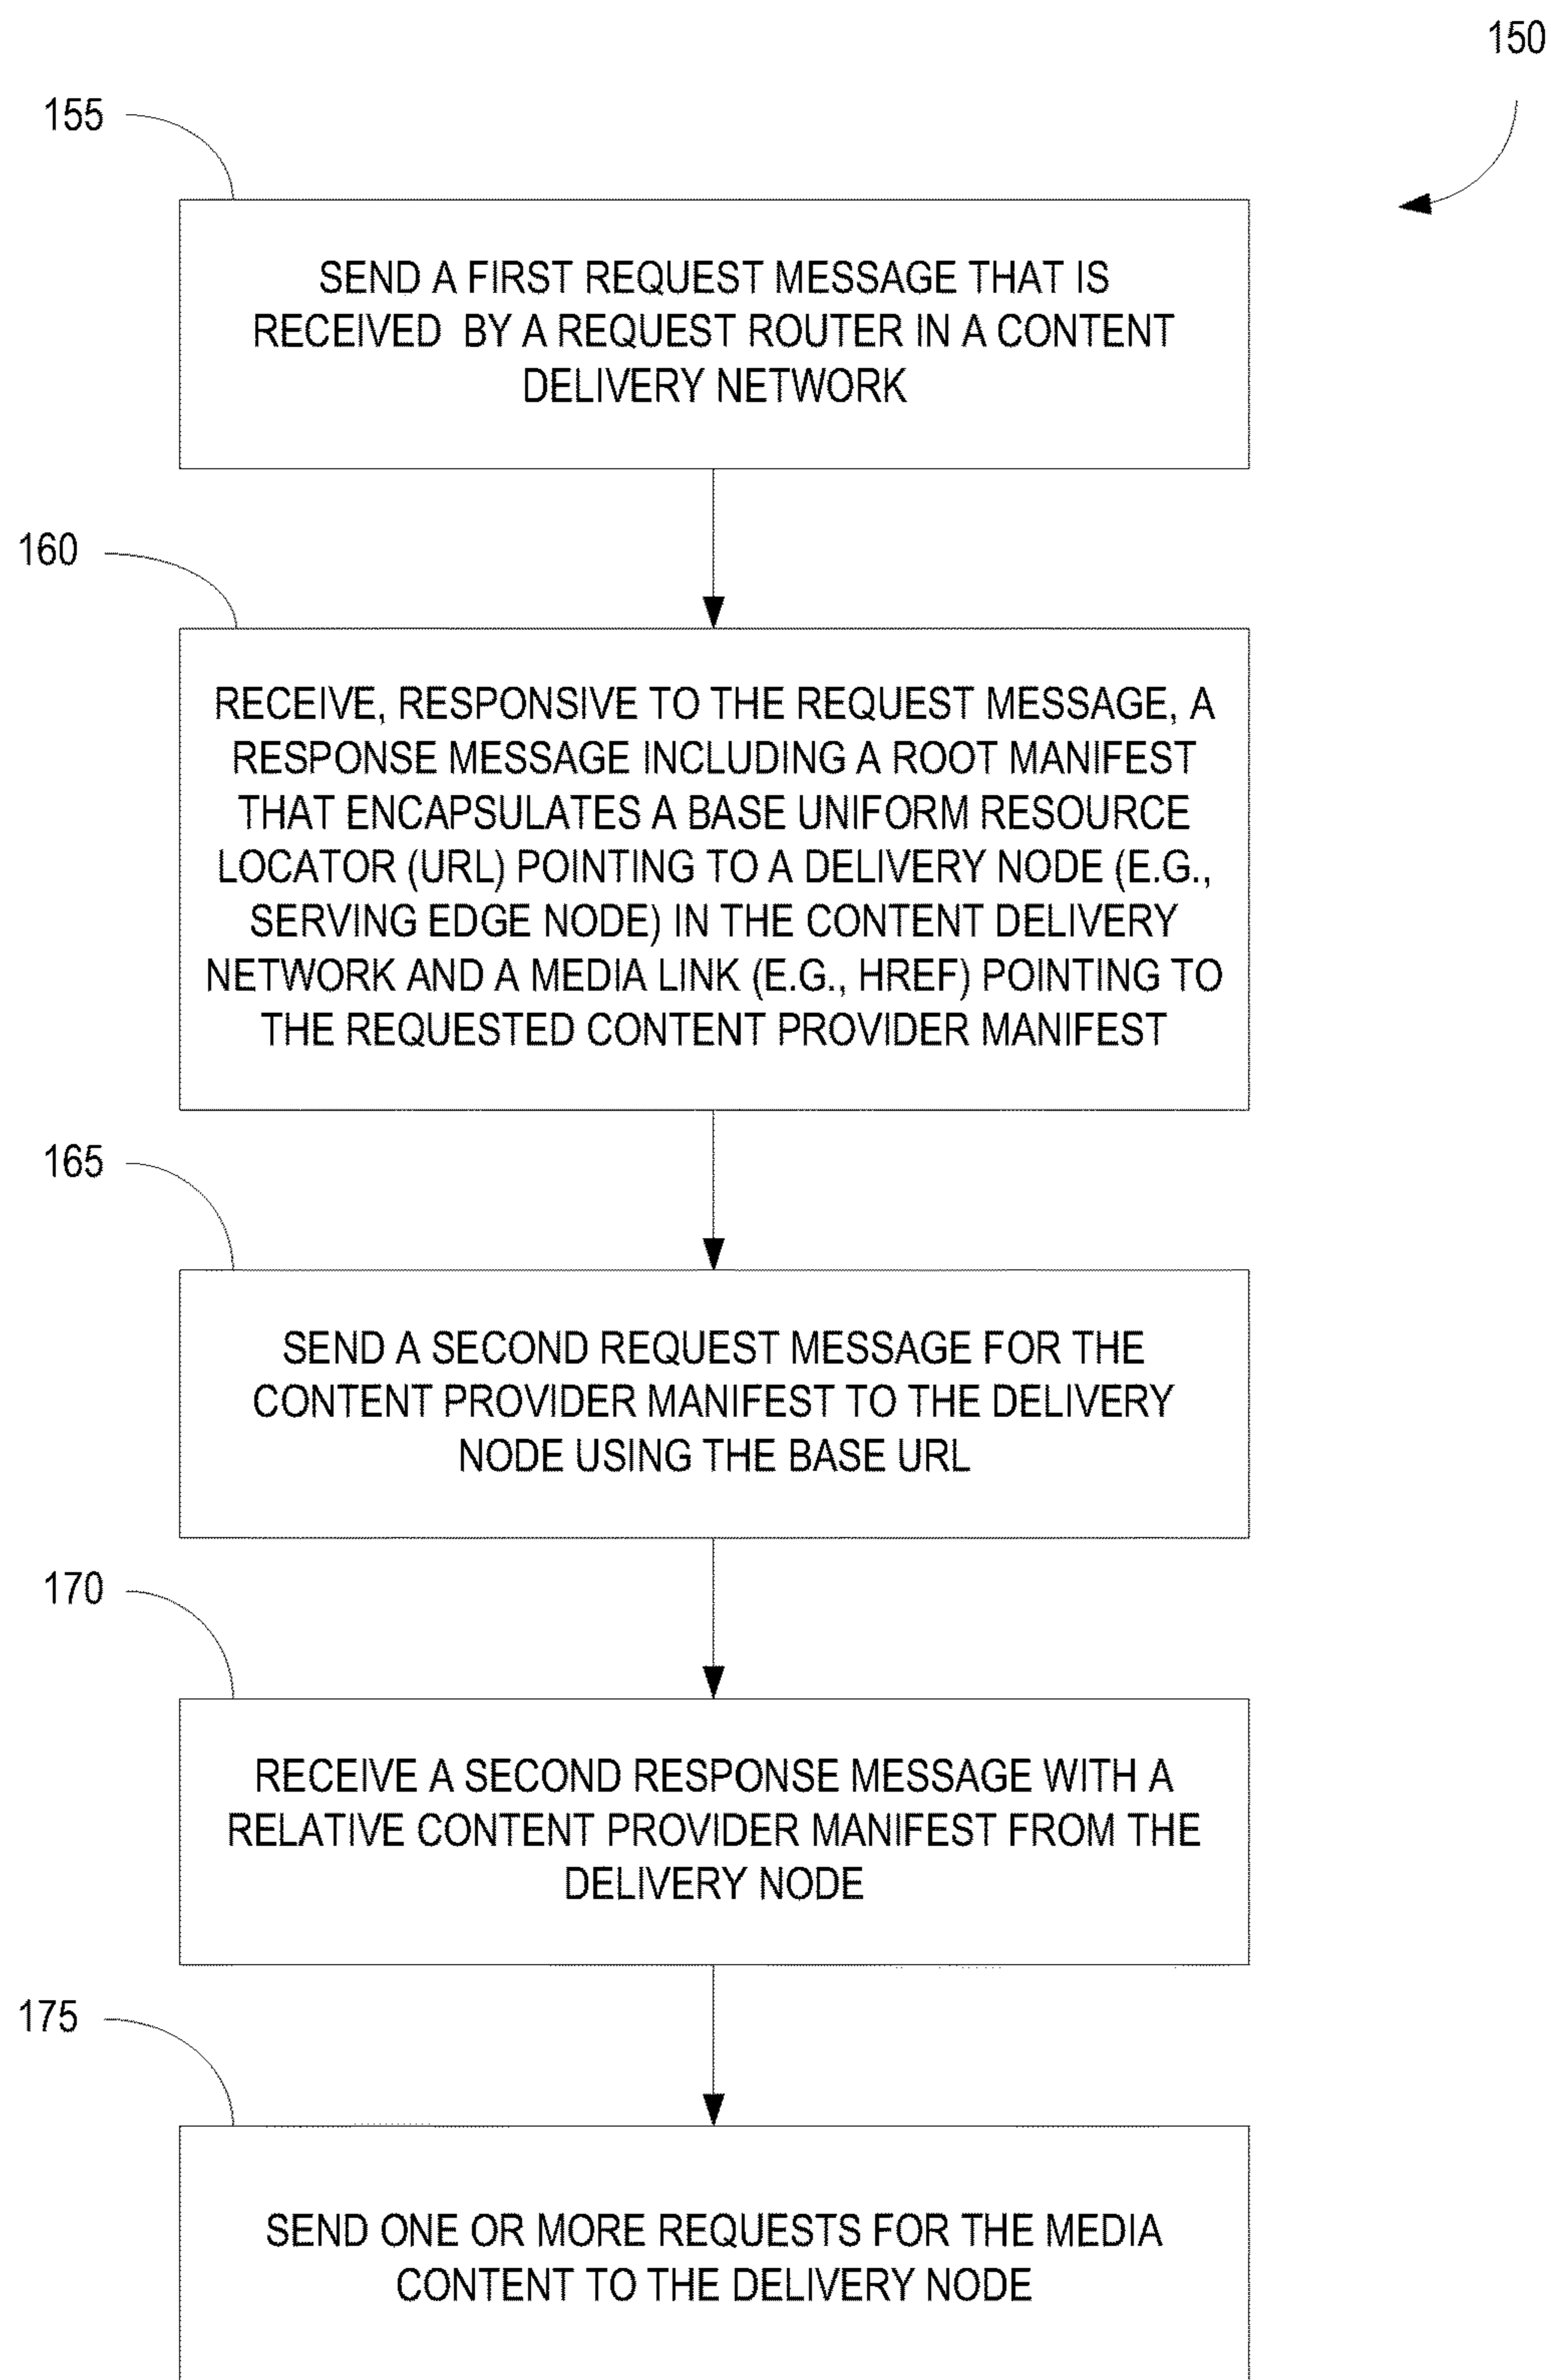 150
155
SEND A FIRST REQUEST MESSAGE THAT IS
RECEIVED BY A REQUEST ROUTER IN A CONTENT
DELIVERY NETWORK
160
RECEIVE, RESPONSIVE TO THE REQUEST MESSAGE, A
RESPONSE MESSAGE INCLUDING A ROOT MANIFEST
THAT ENCAPSULATES A BASE UNIFORM RESOURCE
LOCATOR (URL) POINTING TO A DELIVERY NODE (E.G.,
SERVING EDGE NODE) IN THE CONTENT DELIVERY
NETWORK AND A MEDIA LINK (E.G., HREF) POINTING TO
THE REQUESTED CONTENT PROVIDER MANIFEST
165
SEND A SECOND REQUEST MESSAGE FOR THE
CONTENT PROVIDER MANIFEST TO THE DELIVERY
NODE USING THE BASE URL
170
RECEIVE A SECOND RESPONSE MESSAGE WITH A
RELATIVE CONTENT PROVIDER MANIFEST FROM THE
DELIVERY NODE
175
SEND ONE OR MORE REQUESTS FOR THE MEDIA
CONTENT TO THE DELIVERY NODE